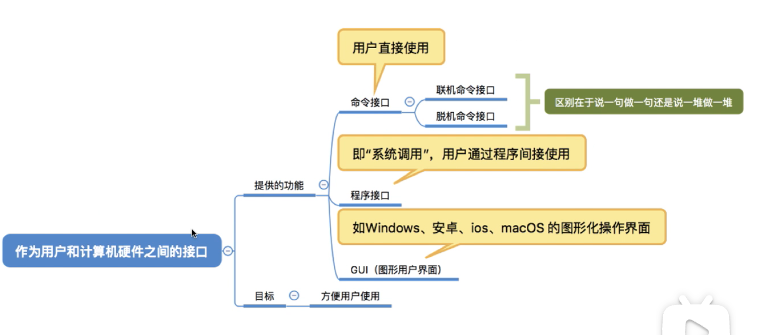 用户直接使用
命令接口
联机命令接口
脱机命令接口
区别在于说一句做一句还是说一堆做一堆
即“系统调用”，用户通过程序间接使用
提供的功能
程序接口
如Windows、安卓、ios、macOS 的图形化操作界面
作为用户和计算机硬件之间的接口
GUI（图形用户界面）
目标
方便用户使用